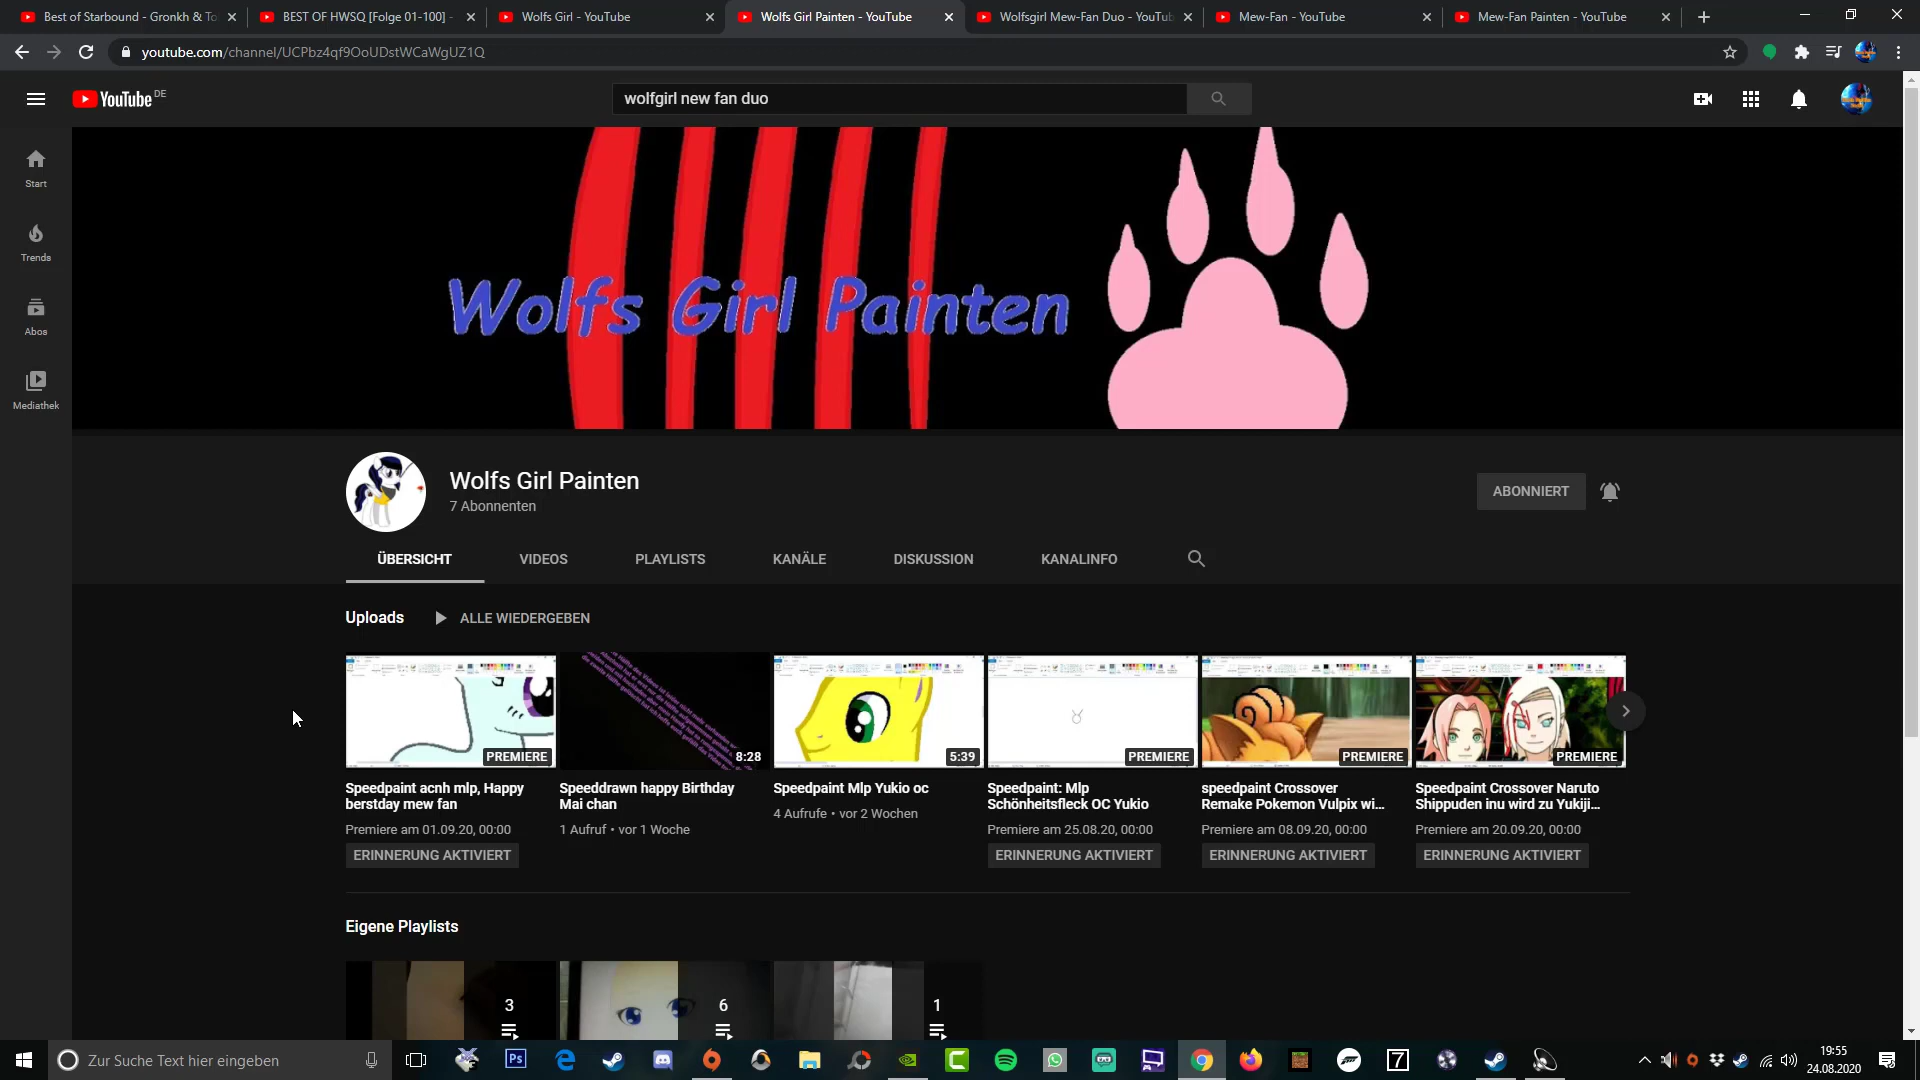 Best of Starbound - Gronkh & To
BEST OF HWSQ [Folge 01-100] -
Wolfs Girl - YouTube
Wolfs Girl Painten - YouTube
Wolfsgirl Mew-Fan Duo - YouTub
Mew-Fan - YouTube
Mew-Fan Painten - YouTube
youtube.com/channel/UCPbz4qf9OoUDstWCaWgUZ1Q
YouTube DE
wolfgirl new fan duo
Start
Trends
Abos
Mediathek
Wolfs Girl Painten
Wolfs Girl Painten
7 Abonnenten
ABONNIERT
ÜBERSICHT
VIDEOS
PLAYLISTS
KANÄLE
DISKUSSION
KANALINFO
Uploads
ALLE WIEDERGEBEN
PREMIERE
8:28
5:39
PREMIERE
PREMIERE
PREMIERE
Speedpaint acnh mlp, Happy
berstday mew fan
Premiere am 01.09.20, 00:00
ERINNERUNG AKTIVIERT
Speeddrawn happy Birthday
Mai chan
1 Aufruf • vor 1 Woche
Speedpaint Mlp Yukio oc
4 Aufrufe • vor 2 Wochen
Speedpaint: Mlp
Schönheitsfleck OC Yukio
Premiere am 25.08.20, 00:00
ERINNERUNG AKTIVIERT
speedpaint Crossover
Remake Pokemon Vulpix wi...
Premiere am 08.09.20, 00:00
ERINNERUNG AKTIVIERT
Speedpaint Crossover Naruto
Shippuden inu wird zu Yukiji...
Premiere am 20.09.20, 00:00
ERINNERUNG AKTIVIERT
Eigene Playlists
3
6
1
Zur Suche Text hier eingeben
Ps
7
19:55
24.08.2020